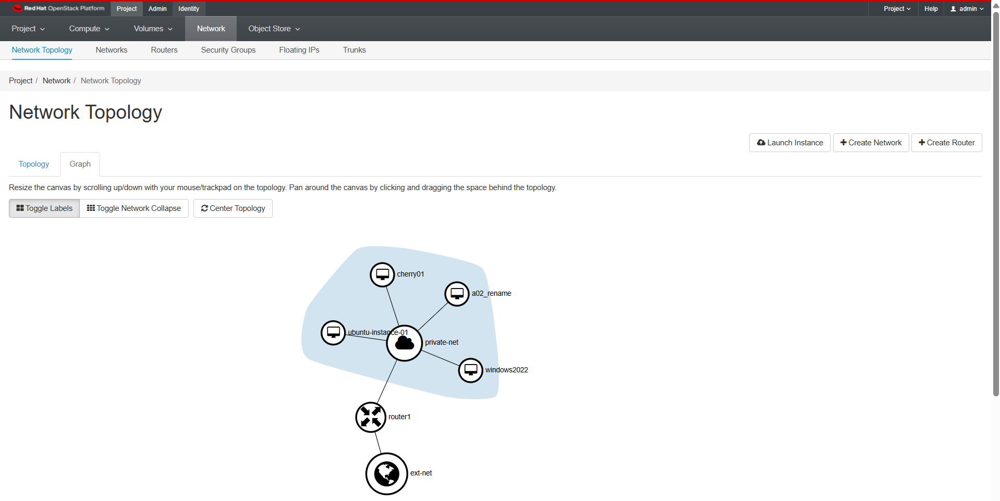 Red Hat OpenStack Platform Project Admin Identity Project Help admin
Project Compute Volumes Network Object Store
Network Topology Networks Routers Security Groups Floating IPs Trunks
Project / Network / Network Topology
Network Topology
Launch Instance Create Network Create Router
Topology Graph
Resize the canvas by scrolling up/down with your mouse/trackpad on the topology. Pan around the canvas by clicking and dragging the space behind the topology.
Toggle Labels Toggle Network Collapse Center Topology
cherry01
a02_rename
ubuntu-instance-01
private-net
windows2022
router1
ext-net